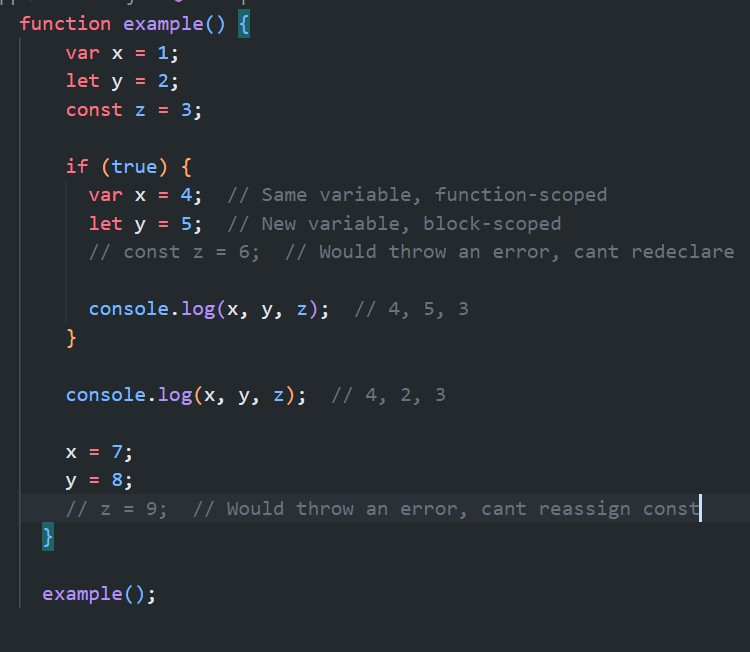 function example() {
var x = 1;
let y = 2;
const z = 3;
if (true) {
var x = 4;  // Same variable, function-scoped
let y = 5;  // New variable, block-scoped
// const z = 6;  // Would throw an error, cant redeclare
console.log(x, y, z);  // 4, 5, 3
}
console.log(x, y, z);  // 4, 2, 3
x = 7;
y = 8;
// z = 9;  // Would throw an error, cant reassign const
}
example();